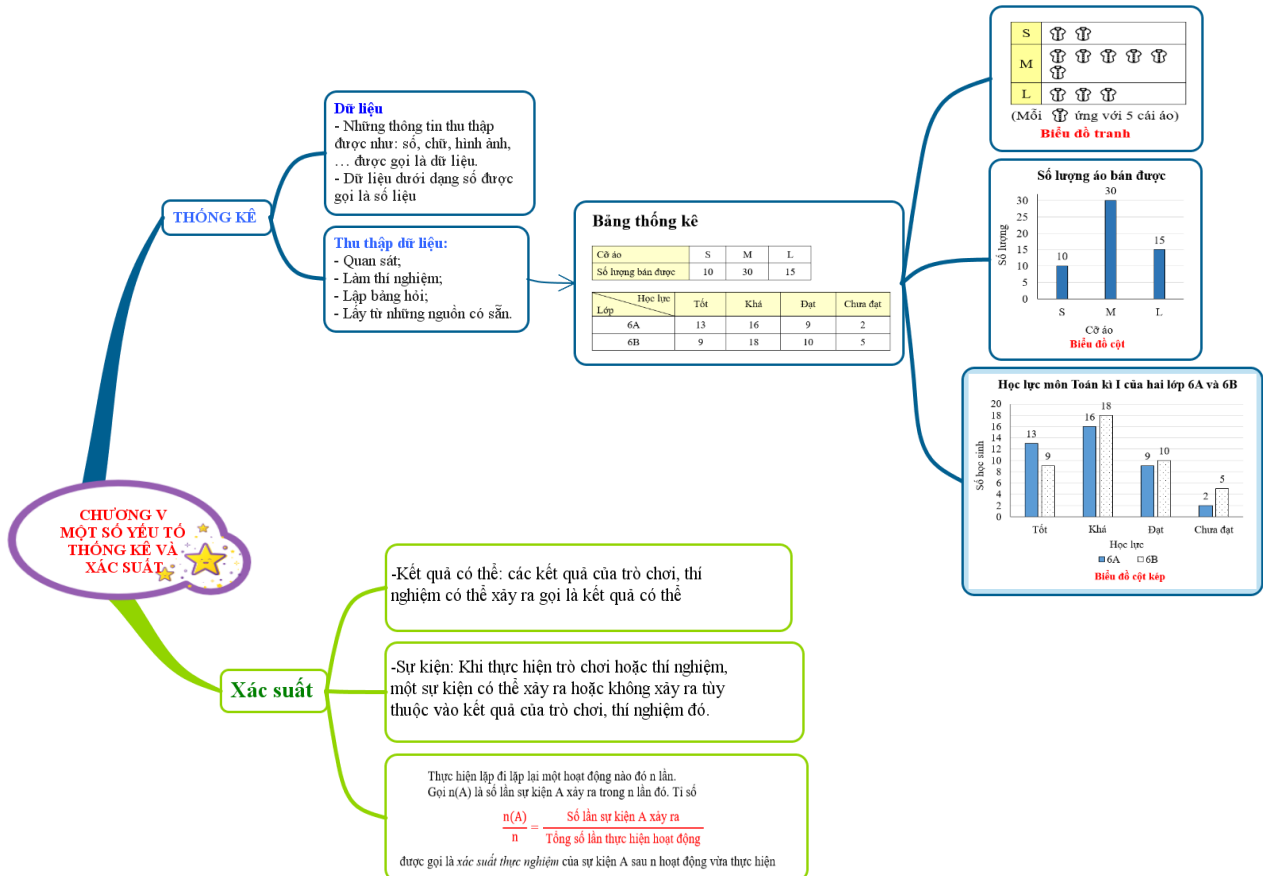 CHƯƠNG V
MỘT SỐ YẾU TỐ
THỐNG KÊ VÀ
XÁC SUẤT
THỐNG KÊ
Dữ liệu
- Những thông tin thu thập
được như: số, chữ, hình ảnh,
… được gọi là dữ liệu.
- Dữ liệu dưới dạng số được
gọi là số liệu
Thu thập dữ liệu:
- Quan sát;
- Làm thí nghiệm;
- Lập bảng hỏi;
- Lấy từ những nguồn có sẵn.
Bảng thống kê
Cỡ áo S M L
Số lượng bán được 10 30 15
Học lực
Lớp
Tốt Khá Đạt Chưa đạt
6A 13 16 9 2
6B 9 18 10 5
S
M
L
(Mỗi ứng với 5 cái áo)
Biểu đồ tranh
Số lượng áo bán được
Số lượng
30
25
20
15
10
5
0
10
30
15
S M L
Cỡ áo
Biểu đồ cột
Học lực môn Toán kì I của hai lớp 6A và 6B
Số học sinh
20
18
16
14
12
10
8
6
4
2
0
13 9
16 18
9 10
2 5
Tốt Khá Đạt Chưa đạt
Học lực
6A 6B
Biểu đồ cột kép
Xác suất
-Kết quả có thể: các kết quả của trò chơi, thí
nghiệm có thể xảy ra gọi là kết quả có thể
-Sự kiện: Khi thực hiện trò chơi hoặc thí nghiệm,
một sự kiện có thể xảy ra hoặc không xảy ra tùy
thuộc vào kết quả của trò chơi, thí nghiệm đó.
Thực hiện lặp đi lặp lại một hoạt động nào đó n lần.
Gọi n(A) là số lần sự kiện A xảy ra trong n lần đó. Tỉ số
n(A)/n = Số lần sự kiện A xảy ra/Tổng số lần thực hiện hoạt động
được gọi là xác suất thực nghiệm của sự kiện A sau n hoạt động vừa thực hiện